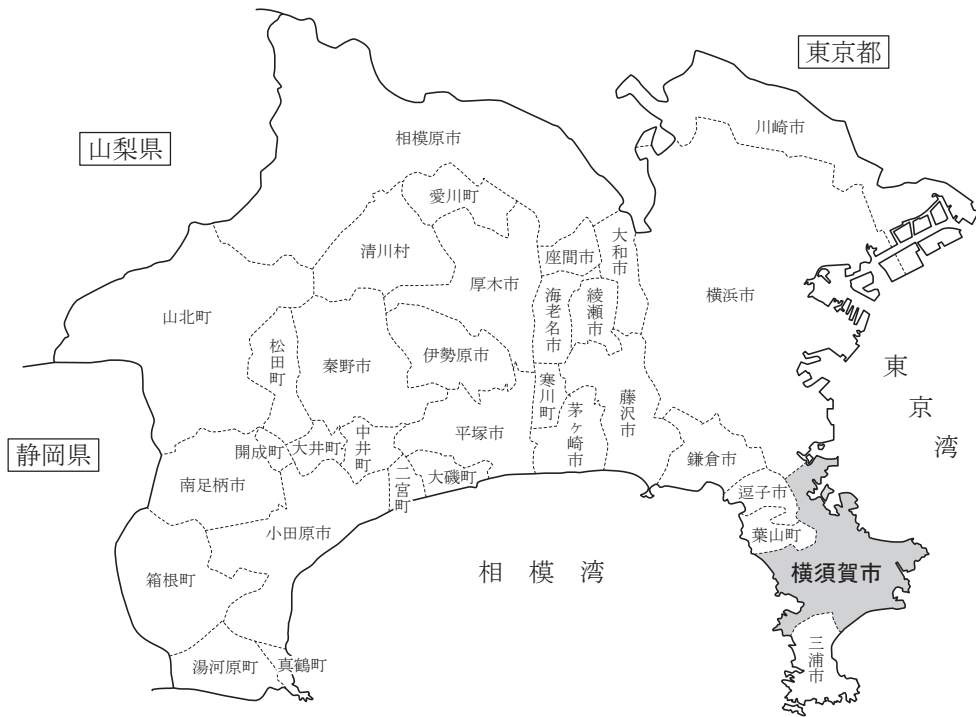 東京都
山梨県
静岡県
川崎市
相模原市
愛川町
清川村
座間市
大和市
厚木市
海老名市
綾瀬市
横浜市
山北町
松田町
秦野市
伊勢原市
寒川町
茅ヶ崎市
藤沢市
東京湾
開成町
大井町
中井町
平塚市
鎌倉市
南足柄市
二宮町
大磯町
逗子市
小田原市
葉山町
箱根町
相模湾
横須賀市
湯河原町
真鶴町
三浦市